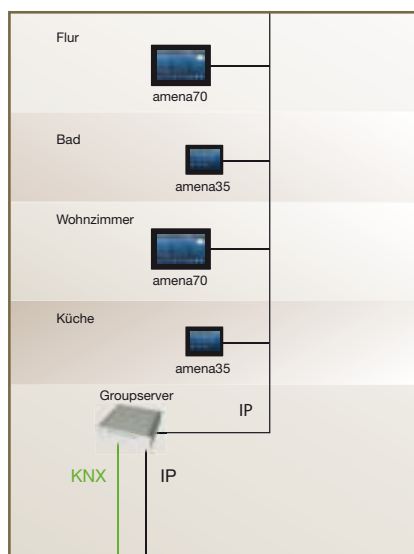 Flur
amena70
Bad
amena35
Wohnzimmer
amena70
Küche
amena35
Groupserver
IP
KNX
IP